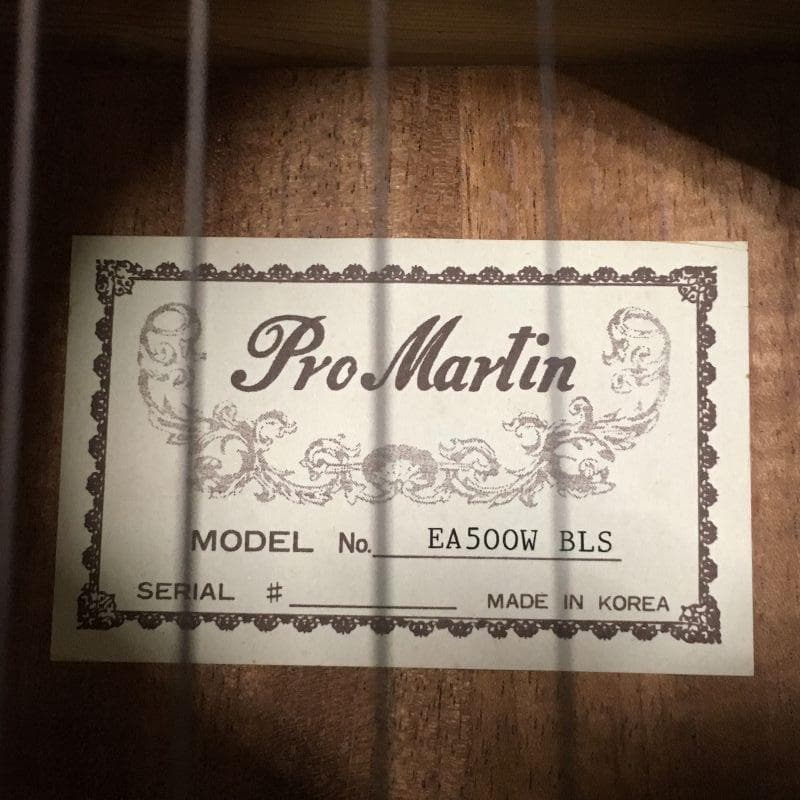 Pro Martin
MODEL No. EA500W BLS
SERIAL # MADE IN KOREA